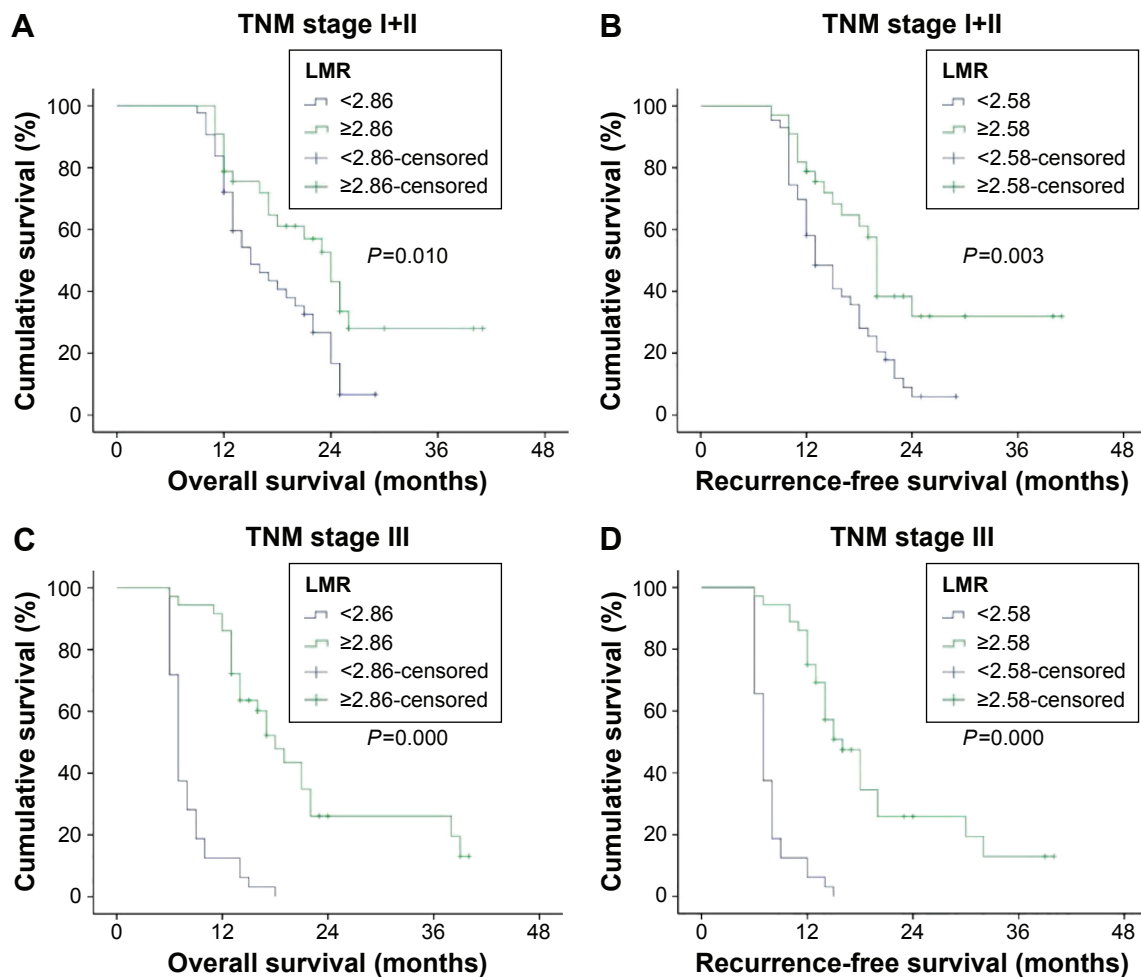 A
TNM stage I+II
LMR
<2.86
≥2.86
<2.86-censored
≥2.86-censored
P=0.010
Cumulative survival (%)
100
80
60
40
20
0
0 12 24 36 48
Overall survival (months)
B
TNM stage I+II
LMR
<2.58
≥2.58
<2.58-censored
≥2.58-censored
P=0.003
Cumulative survival (%)
100
80
60
40
20
0
0 12 24 36 48
Recurrence-free survival (months)
C
TNM stage III
LMR
<2.86
≥2.86
<2.86-censored
≥2.86-censored
P=0.000
Cumulative survival (%)
100
80
60
40
20
0
0 12 24 36 48
Overall survival (months)
D
TNM stage III
LMR
<2.58
≥2.58
<2.58-censored
≥2.58-censored
P=0.000
Cumulative survival (%)
100
80
60
40
20
0
0 12 24 36 48
Recurrence-free survival (months)